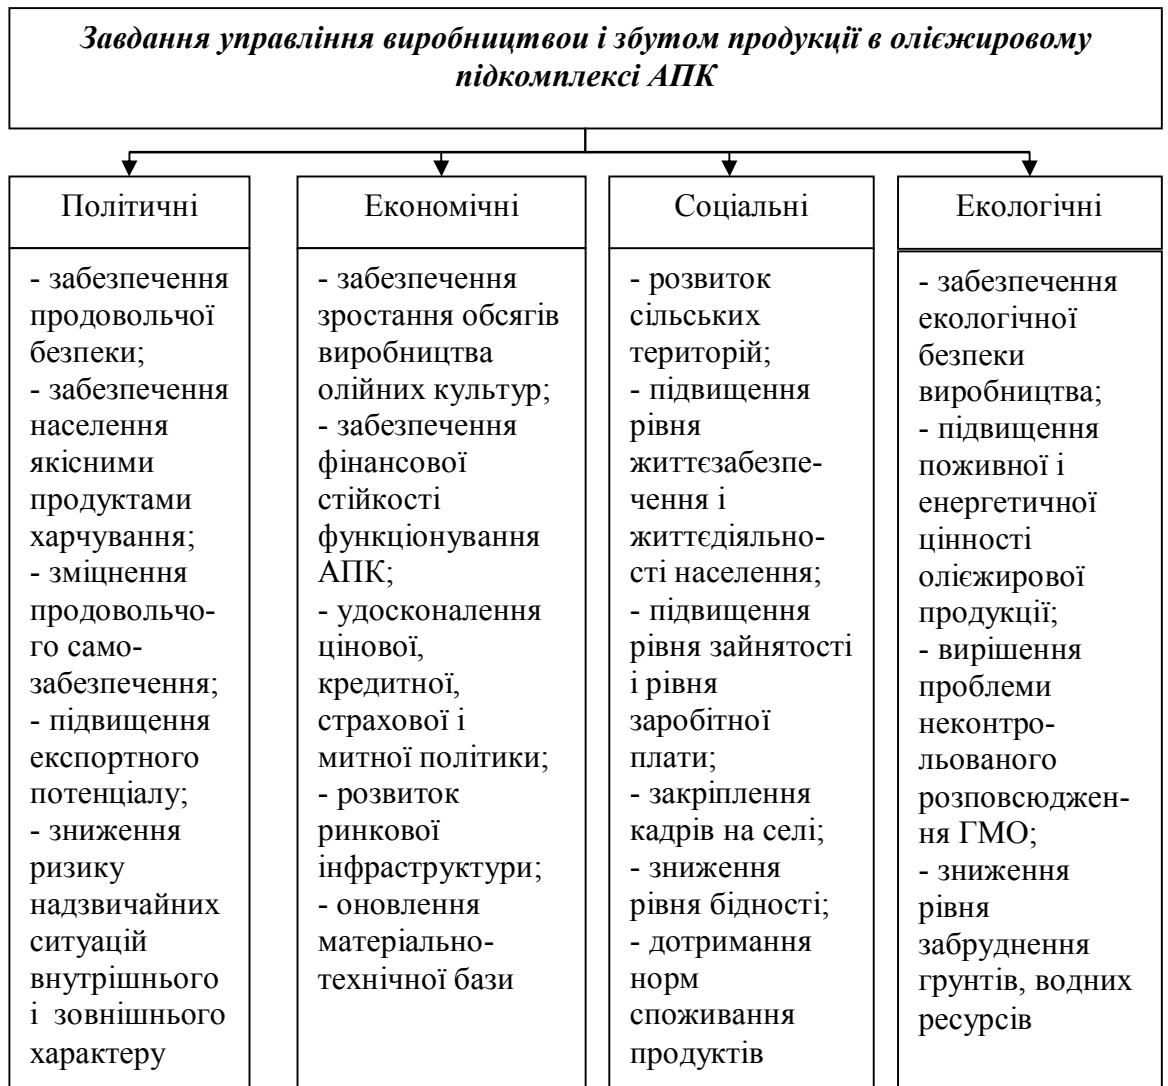 Завдання управління виробництвои і збутом продукції в олієжировому
підкомплексі АПК
Політичні
- забезпечення
продовольчої
безпеки;
- забезпечення
населення
якісними
продуктами
харчування;
- зміцнення
продовольчо-
го само-
забезпечення;
- підвищення
експортного
потенціалу;
- зниження
ризику
надзвичайних
ситуацій
внутрішнього
і зовнішнього
характеру
Економічні
- забезпечення
зростання обсягів
виробництва
олійних культур;
- забезпечення
фінансової
стійкості
функціонування
АПК;
- удосконалення
цінової,
кредитної,
страхової і
митної політики;
- розвиток
ринкової
інфраструктури;
- оновлення
матеріально-
технічної бази
Соціальні
- розвиток
сільських
територій;
- підвищення
рівня
життєзабезпе-
чення і
життєдіяльно-
сті населення;
- підвищення
рівня зайнятості
і рівня
заробітної
плати;
- закріплення
кадрів на селі;
- зниження
рівня бідності;
- дотримання
норм
споживання
продуктів
Екологічні
- забезпечення
екологічної
безпеки
виробництва;
- підвищення
поживної і
енергетичної
цінності
олієжирової
продукції;
- вирішення
проблеми
неконтро-
льованого
розповсюджен-
ня ГМО;
- зниження
рівня
забруднення
грунтів, водних
ресурсів